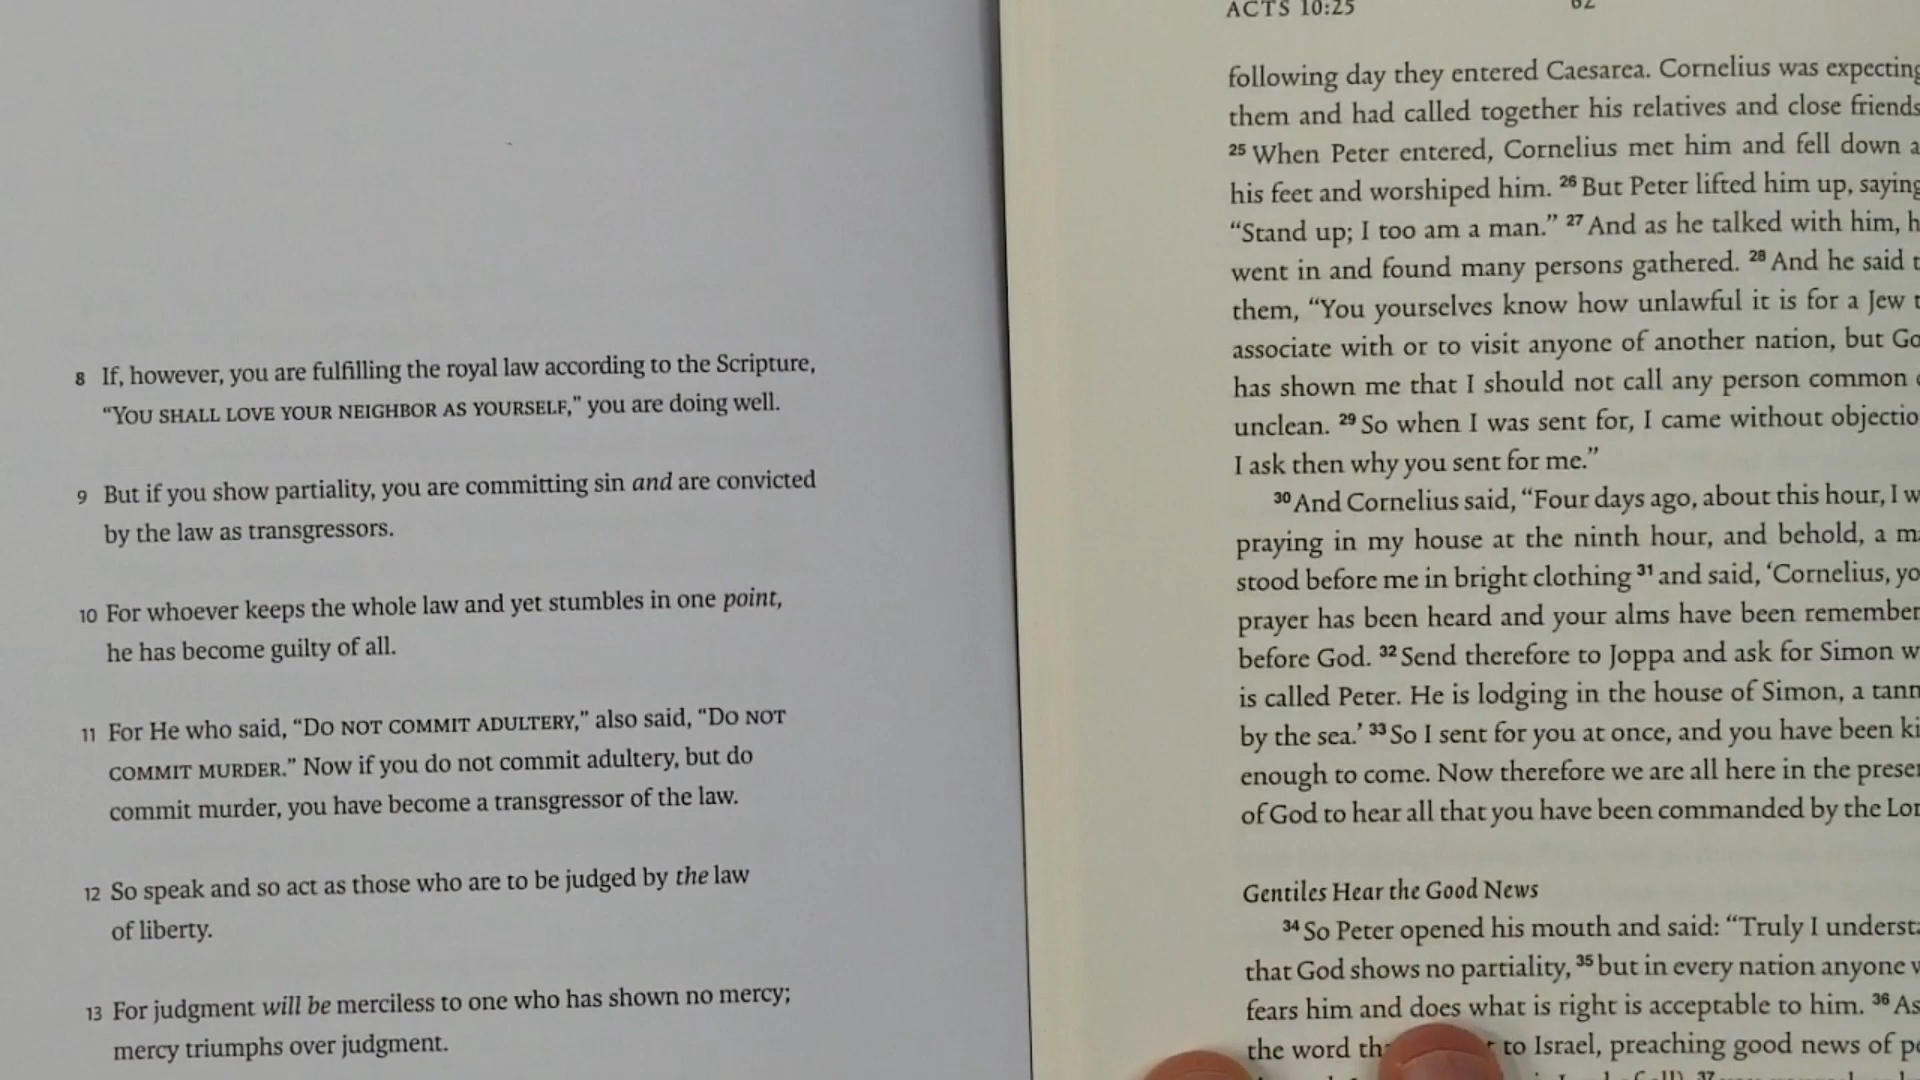 8 If, however, you are fulfilling the royal law according to the Scripture,
“YOU SHALL LOVE YOUR NEIGHBOR AS YOURSELF,” you are doing well.
9 But if you show partiality, you are committing sin and are convicted
by the law as transgressors.
10 For whoever keeps the whole law and yet stumbles in one point,
he has become guilty of all.
11 For He who said, “DO NOT COMMIT ADULTERY,” also said, “DO NOT
COMMIT MURDER.” Now if you do not commit adultery, but do
commit murder, you have become a transgressor of the law.
12 So speak and so act as those who are to be judged by the law
of liberty.
13 For judgment will be merciless to one who has shown no mercy;
mercy triumphs over judgment.
ACTS 10:25 62
following day they entered Caesarea. Cornelius was expecting
them and had called together his relatives and close friends
25 When Peter entered, Cornelius met him and fell down a
his feet and worshiped him. 26 But Peter lifted him up, saying
“Stand up; I too am a man.” 27 And as he talked with him, h
went in and found many persons gathered. 28 And he said t
them, “You yourselves know how unlawful it is for a Jew t
associate with or to visit anyone of another nation, but Go
has shown me that I should not call any person common
unclean. 29 So when I was sent for, I came without objectio
I ask then why you sent for me.”
30 And Cornelius said, “Four days ago, about this hour, I w
praying in my house at the ninth hour, and behold, a m
stood before me in bright clothing 31 and said, ‘Cornelius, yo
prayer has been heard and your alms have been remember
before God. 32 Send therefore to Joppa and ask for Simon w
is called Peter. He is lodging in the house of Simon, a tann
by the sea.’ 33 So I sent for you at once, and you have been ki
enough to come. Now therefore we are all here in the prese
of God to hear all that you have been commanded by the Lor
Gentiles Hear the Good News
34 So Peter opened his mouth and said: “Truly I underst
that God shows no partiality, 35 but in every nation anyone w
fears him and does what is right is acceptable to him. 36 As
the word th to Israel, preaching good news of p
37